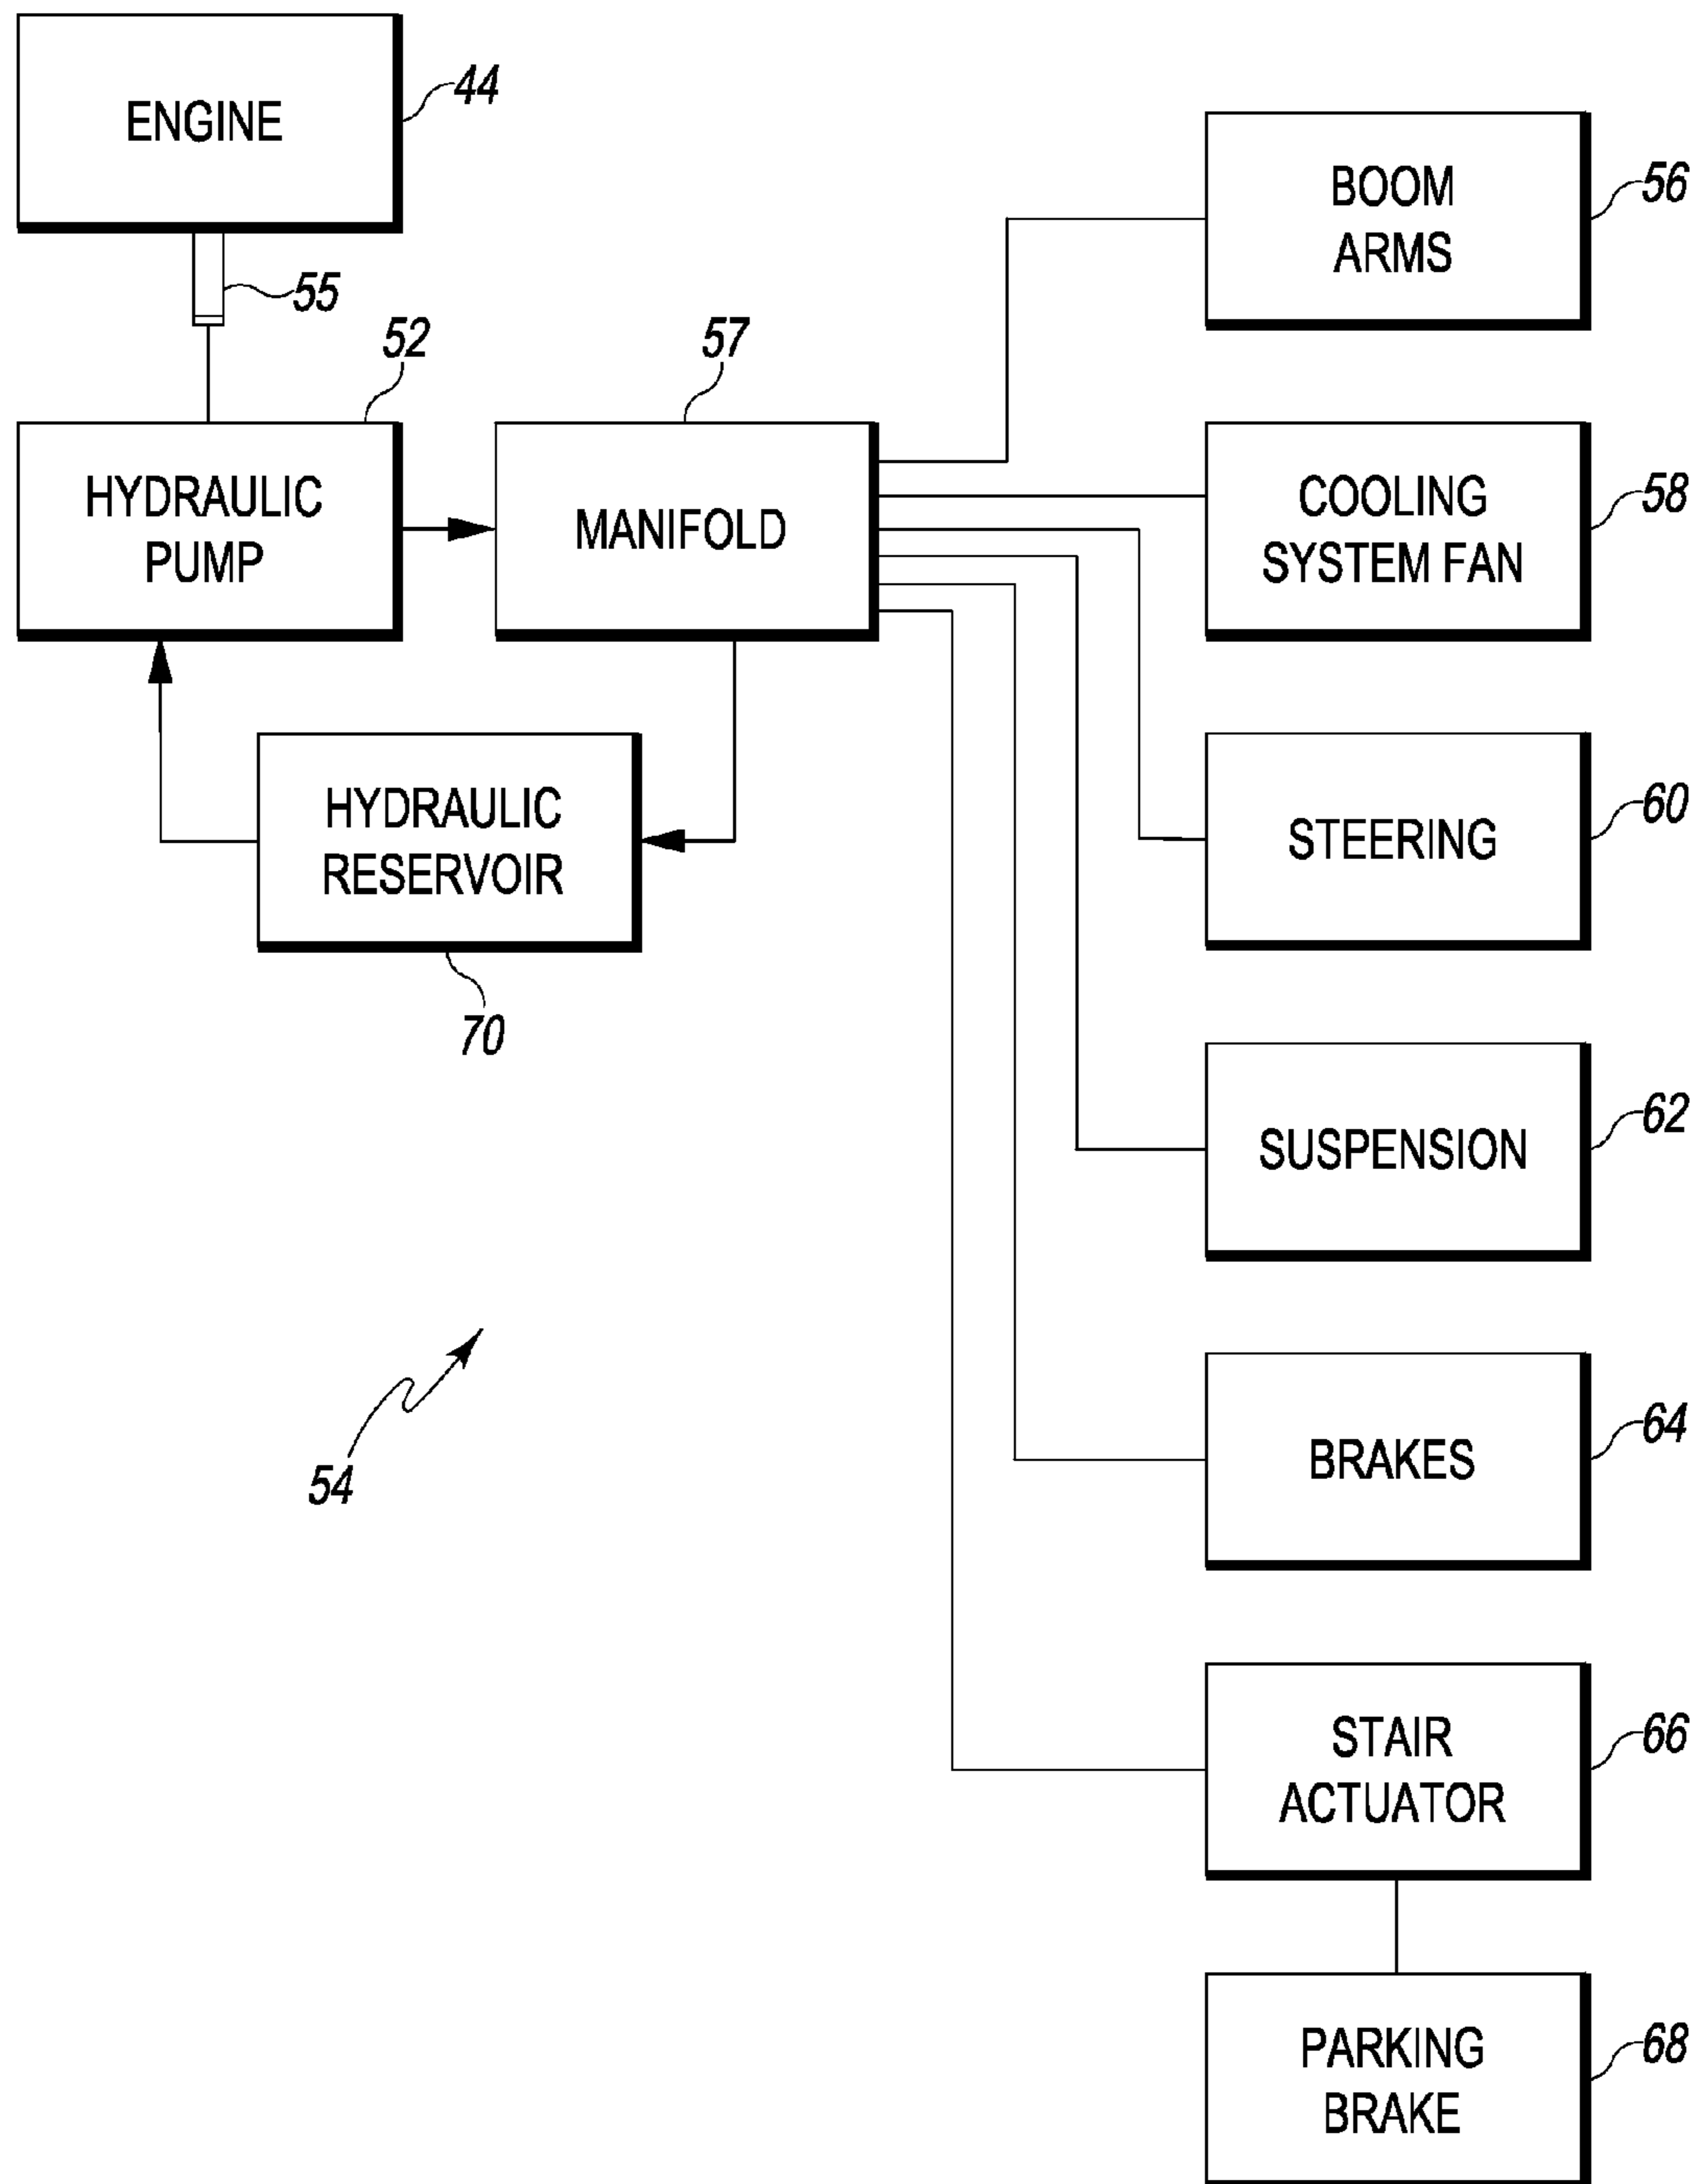 ENGINE
44
55
52
HYDRAULIC
PUMP
57
MANIFOLD
HYDRAULIC
RESERVOIR
70
54
BOOM
ARMS
56
COOLING
SYSTEM FAN
58
STEERING
60
SUSPENSION
62
BRAKES
64
STAIR
ACTUATOR
66
PARKING
BRAKE
68